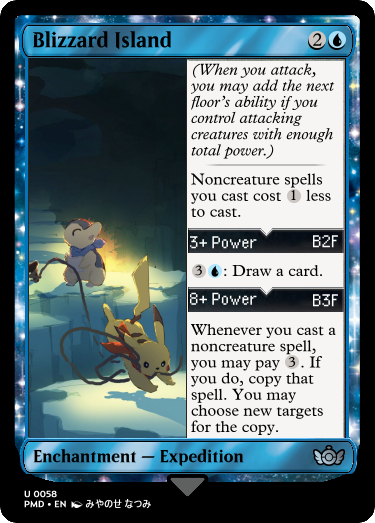 Blizzard Island 2
(When you attack,
you may add the next
floor's ability if you
control attacking
creatures with enough
total power.)
Noncreature spells
you cast cost 1 less
to cast.
3+ Power B2F
3: Draw a card.
8+ Power B3F
Whenever you cast a
noncreature spell,
you may pay 3. If
you do, copy that
spell. You may
choose new targets
for the copy.
Enchantment — Expedition
U 0058
PMD • EN みやのせ なつみ